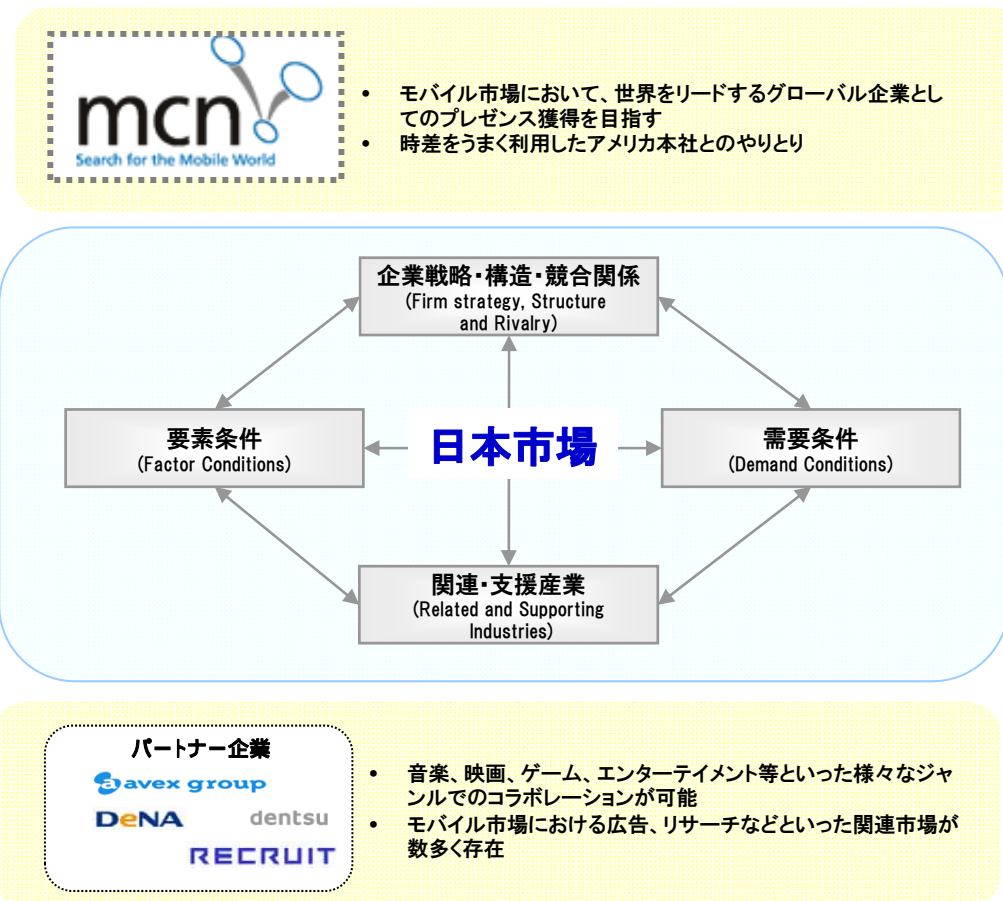 mcn
Search for the Mobile World
• モバイル市場において、世界をリードするグローバル企業とし
てのプレゼンス獲得を目指す
• 時差をうまく利用したアメリカ本社とのやりとり
企業戦略・構造・競合関係
(Firm strategy, Structure
and Rivalry)
要素条件
(Factor Conditions)
日本市場
需要条件
(Demand Conditions)
関連・支援産業
(Related and Supporting
Industries)
パートナー企業
avex group
DeNA dentsu
RECRUIT
• 音楽、映画、ゲーム、エンターテイメント等といった様々なジャ
ンルでのコラボレーションが可能
• モバイル市場における広告、リサーチなどといった関連市場が
数多く存在